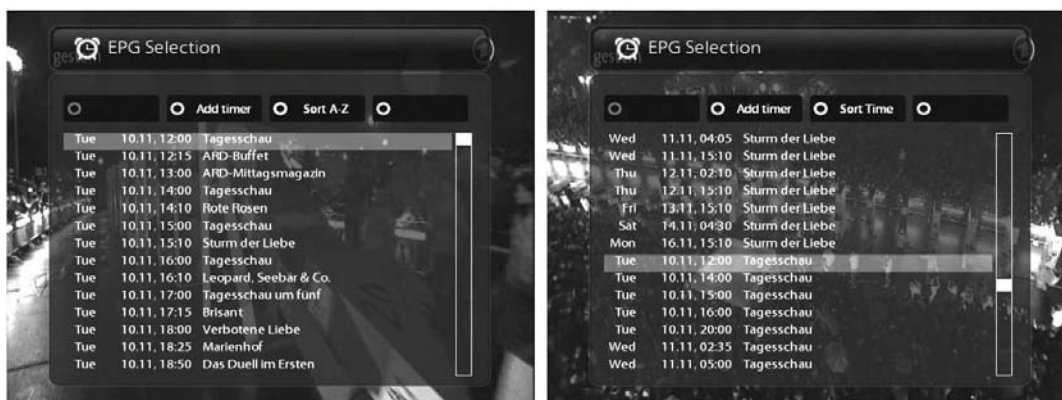 EPG Selection
gestern
Add timer Sort A-Z
Tue 10.11, 12:00 Tagesschau
Tue 10.11, 12:15 ARD-Buffet
Tue 10.11, 13:00 ARD-Mittagsmagazin
Tue 10.11, 14:00 Tagesschau
Tue 10.11, 14:10 Rote Rosen
Tue 10.11, 15:00 Tagesschau
Tue 10.11, 15:10 Sturm der Liebe
Tue 10.11, 16:00 Tagesschau
Tue 10.11, 16:10 Leopard, Seebär & Co.
Tue 10.11, 17:00 Tagesschau um fünf
Tue 10.11, 17:15 Brisant
Tue 10.11, 18:00 Verbotene Liebe
Tue 10.11, 18:25 Marienhof
Tue 10.11, 18:50 Das Duell im Ersten
EPG Selection
Add timer Sort Time
Wed 11.11, 04:05 Sturm der Liebe
Wed 11.11, 15:10 Sturm der Liebe
Thu 12.11, 02:10 Sturm der Liebe
Thu 12.11, 15:10 Sturm der Liebe
Fri 13.11, 15:10 Sturm der Liebe
Sat 14.11, 04:30 Sturm der Liebe
Mon 16.11, 15:10 Sturm der Liebe
Tue 10.11, 12:00 Tagesschau
Tue 10.11, 14:00 Tagesschau
Tue 10.11, 15:00 Tagesschau
Tue 10.11, 16:00 Tagesschau
Tue 10.11, 20:00 Tagesschau
Wed 11.11, 02:35 Tagesschau
Wed 11.11, 05:00 Tagesschau